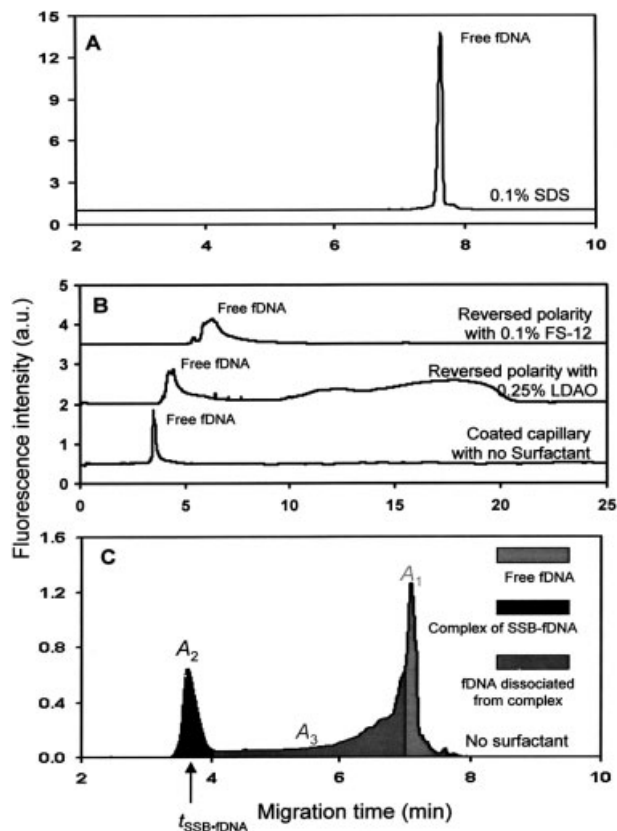 15
A
Free fDNA
12
9
6
3
0.1% SDS
0
2 4 6 8 10
Fluorescence intensity (a.u.)
5
B
Free fDNA
Reversed polarity
with 0.1% FS-12
4
3
Free fDNA
Reversed polarity with
0.25% LDAO
2
Free fDNA
1
Coated capillary
with no Surfactant
0
0 5 10 15 20 25
1.6
C
A1
Free fDNA
1.2
A2
Complex of SSB-fDNA
0.8
fDNA dissociated
from complex
0.4
A3
No surfactant
0.0
2 4 6 8 10
tSSB•fDNA
Migration time (min)